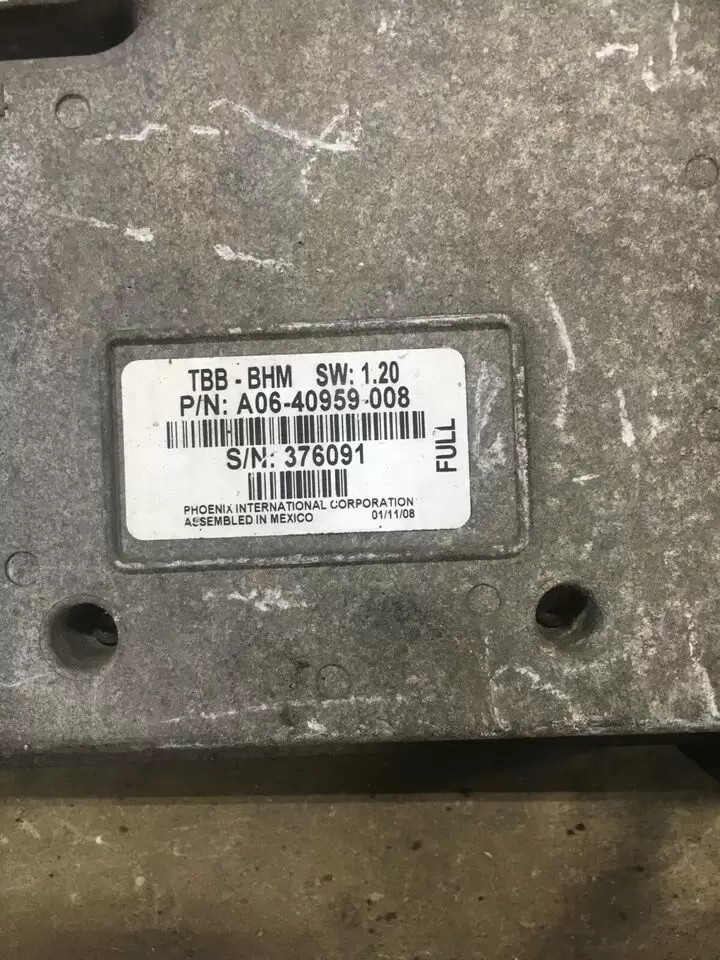 TBB - BHM SW: 1.20
P/N: A06-40959-008
S/N: 376091
FULL
PHOENIX INTERNATIONAL CORPORATION
ASSEMBLED IN MEXICO 01/11/08